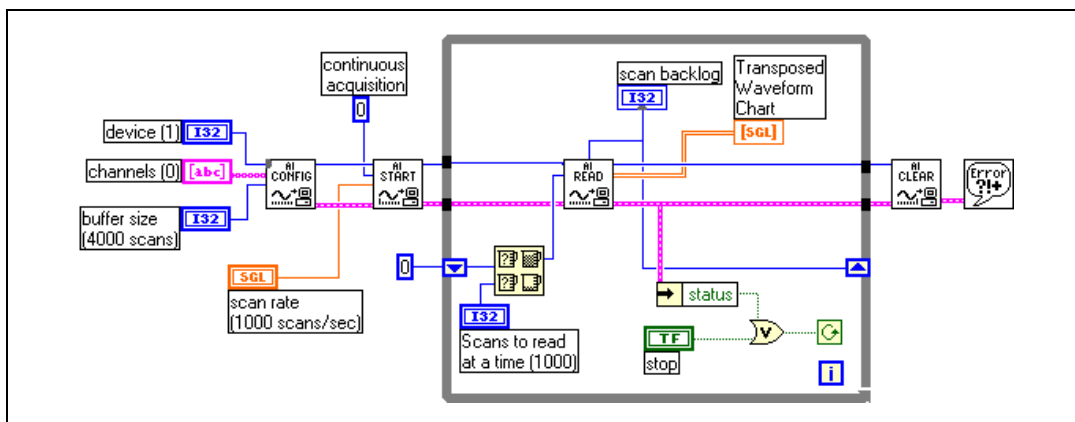 continuous
acquisition
0
device (1)
I32
channels (0)
[abc]
buffer size
(4000 scans)
I32
SGL
scan rate
(1000 scans/sec)
AI
CONFIG
AI
START
scan backlog
I32
Transposed
Waveform
Chart
[SGL]
AI
READ
AI
CLEAR
Error
?!+
0
? ?
I32
Scans to read
at a time (1000)
status
TF
stop
V
i